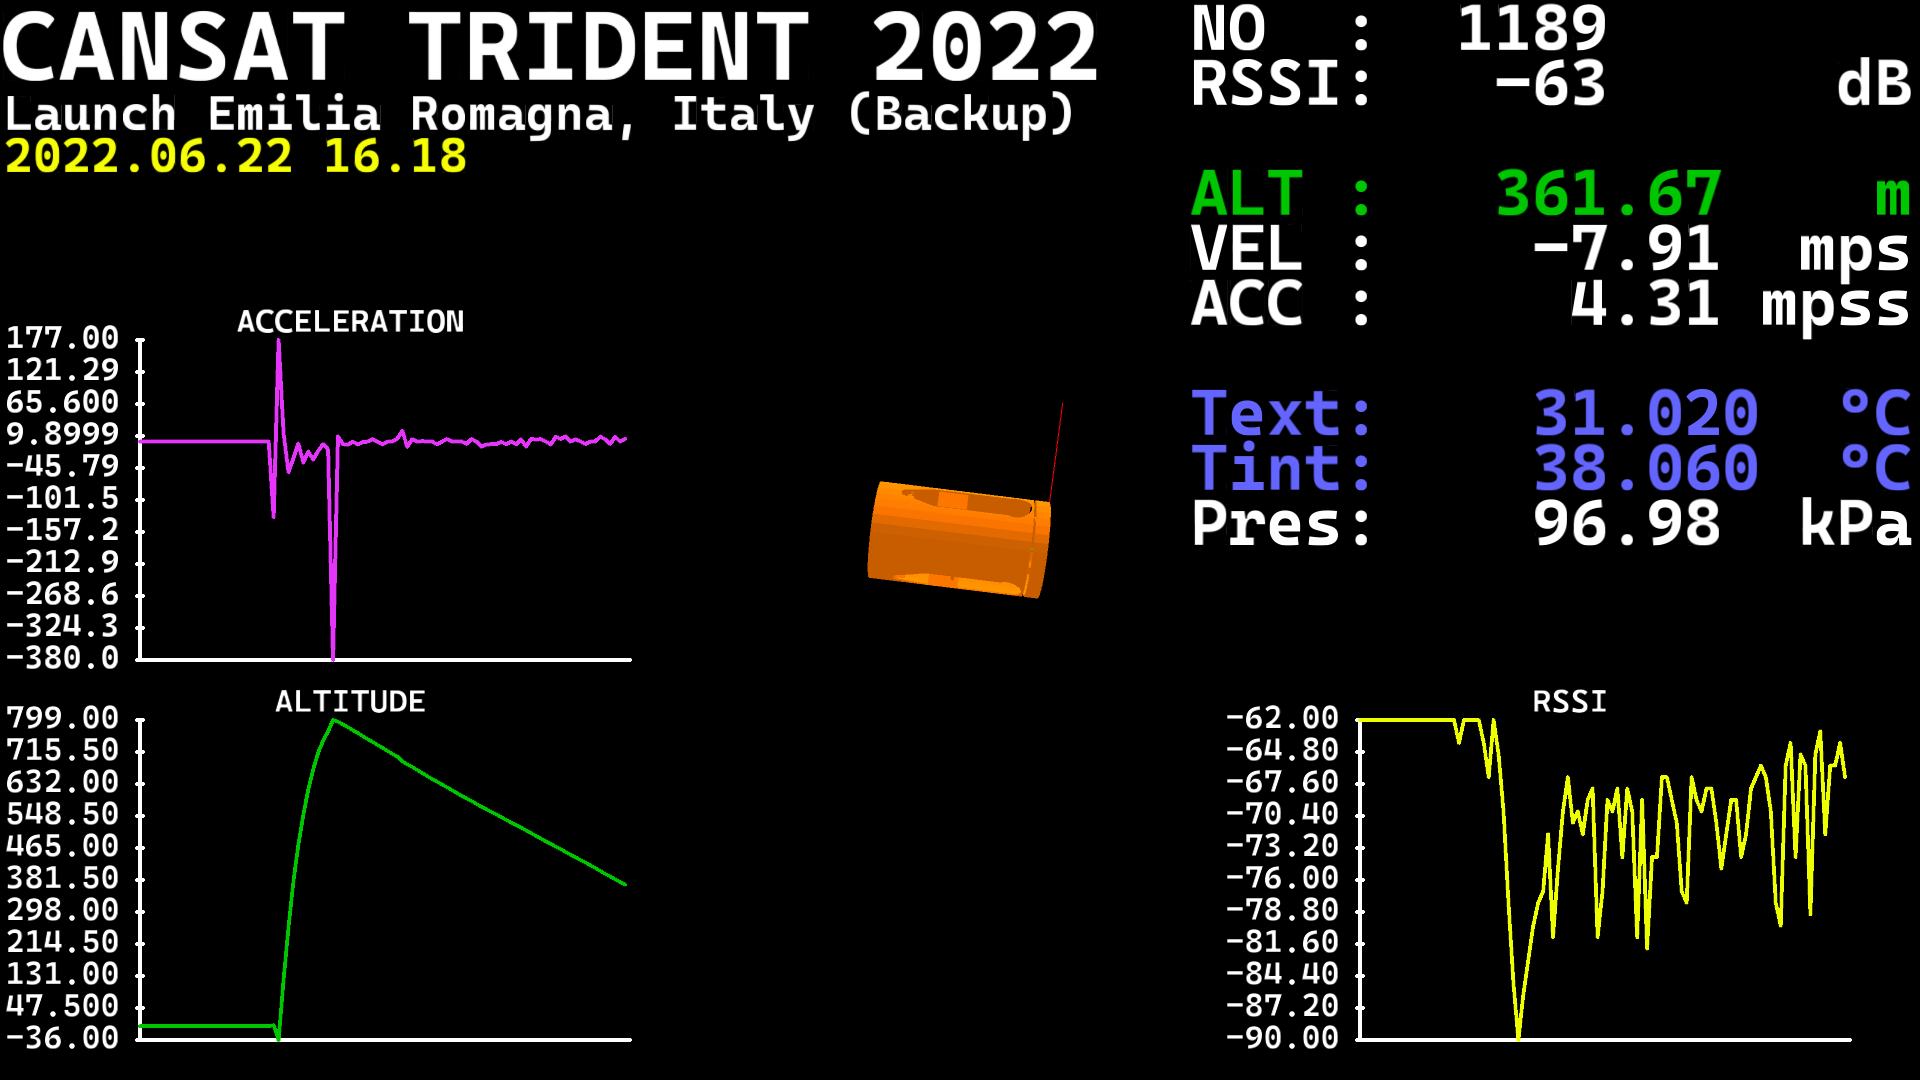 CANSAT TRIDENT 2022
Launch Emilia Romagna, Italy (Backup)
2022.06.22 16.18
NO : 1189
RSSI: -63 dB
ALT : 361.67 m
VEL : -7.91 mps
ACC : 4.31 mpss
Text: 31.020 °C
Tint: 38.060 °C
Pres: 96.98 kPa
ACCELERATION
177.00
121.29
65.600
9.8999
-45.79
-101.5
-157.2
-212.9
-268.6
-324.3
-380.0
ALTITUDE
799.00
715.50
632.00
548.50
465.00
381.50
298.00
214.50
131.00
47.500
-36.00
RSSI
-62.00
-64.80
-67.60
-70.40
-73.20
-76.00
-78.80
-81.60
-84.40
-87.20
-90.00